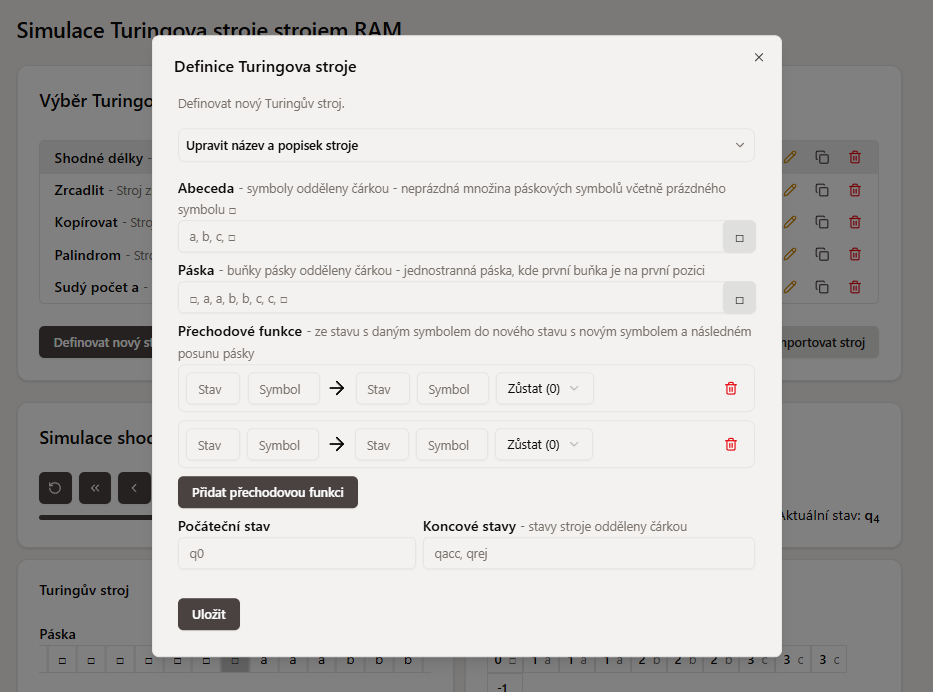 Simulace Turingova stroje strojem RAM
Výběr Turingo
Shodné délky -
Zrcadlit - Stroj z
Kopírovat - Stro
Palindrom - Stro
Sudý počet a -
Definovat nový st
mportovat stroj
Simulace shod
Aktuální stav: q4
Turingův stroj
Páska
□ □ □ □ □ □ □ a a a b b b
0 □ 1 a 1 a 1 a 2 b 2 b 2 b 3 c 3 c 3 c
-1
Definice Turingova stroje
Definovat nový Turingův stroj.
Upravit název a popisek stroje
Abeceda - symboly odděleny čárkou - neprázdná množina páskových symbolů včetně prázdného
symbolu □
a, b, c, □
□
Páska - buňky pásky odděleny čárkou - jednostranná páska, kde první buňka je na první pozici
□, a, a, b, b, c, c, □
□
Přechodové funkce - ze stavu s daným symbolem do nového stavu s novým symbolem a následném
posunu pásky
Stav Symbol → Stav Symbol Zůstat (0)
Stav Symbol → Stav Symbol Zůstat (0)
Přidat přechodovou funkci
Počáteční stav
q0
Koncové stavy - stavy stroje odděleny čárkou
qacc, qrej
Uložit